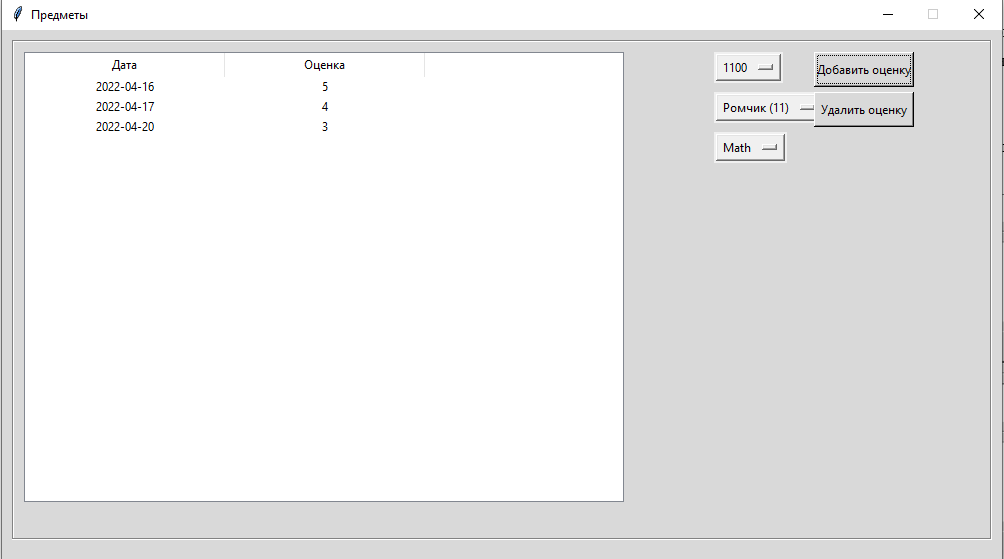 Предметы
Дата Оценка
2022-04-16 5
2022-04-17 4
2022-04-20 3
1100
Ромчик (11)
Math
Добавить оценку
Удалить оценку